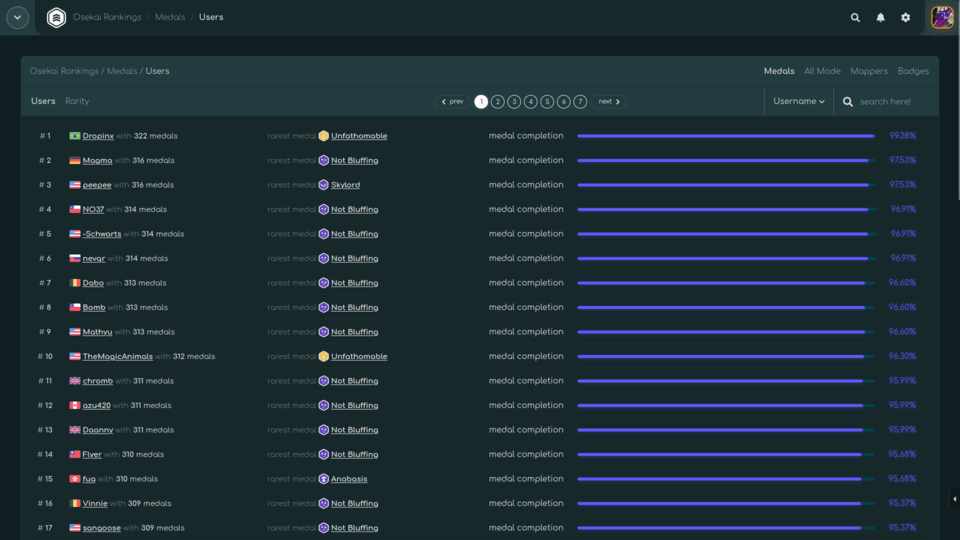 Osekai Rankings / Medals / Users
Osekai Rankings / Medals / Users
Medals All Mode Mappers Badges
Users Rarity
prev 1 2 3 4 5 6 7 next
Username
search here!
# 1 Dropinx with 322 medals rarest medal Unfathomable medal completion 99.38%
# 2 Magma with 316 medals rarest medal Not Bluffing medal completion 97.53%
# 3 peepee with 316 medals rarest medal Skylord medal completion 97.53%
# 4 NO37 with 314 medals rarest medal Not Bluffing medal completion 96.91%
# 5 -Schwarts with 314 medals rarest medal Not Bluffing medal completion 96.91%
# 6 nevqr with 314 medals rarest medal Not Bluffing medal completion 96.91%
# 7 Dabo with 313 medals rarest medal Not Bluffing medal completion 96.60%
# 8 Bomb with 313 medals rarest medal Not Bluffing medal completion 96.60%
# 9 Mathyu with 313 medals rarest medal Not Bluffing medal completion 96.60%
# 10 TheMagicAnimals with 312 medals rarest medal Unfathomable medal completion 96.30%
# 11 chromb with 311 medals rarest medal Not Bluffing medal completion 95.99%
# 12 azu420 with 311 medals rarest medal Not Bluffing medal completion 95.99%
# 13 Daanny with 311 medals rarest medal Not Bluffing medal completion 95.99%
# 14 Flyer with 310 medals rarest medal Not Bluffing medal completion 95.68%
# 15 fua with 310 medals rarest medal Anabasis medal completion 95.68%
# 16 Vinnie with 309 medals rarest medal Not Bluffing medal completion 95.37%
# 17 sangoose with 309 medals rarest medal Not Bluffing medal completion 95.37%